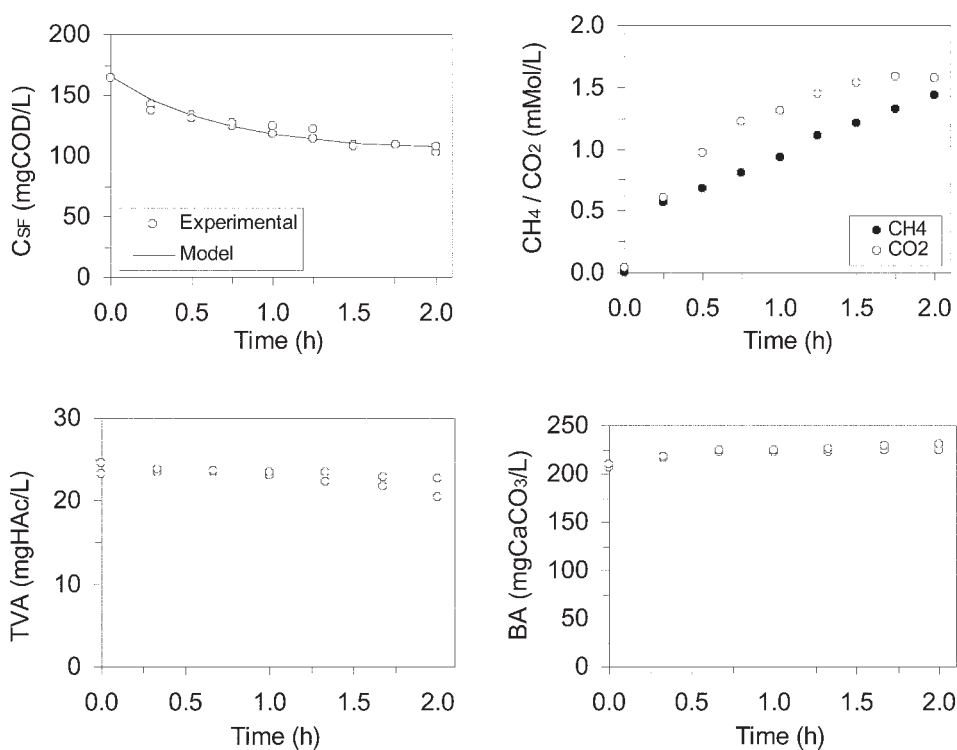 200
150
100
50
0
CSF (mgCOD/L)
Experimental
Model
0.0 0.5 1.0 1.5 2.0
Time (h)
2.0
1.5
1.0
0.5
0.0
CH4 / CO2 (mMol/L)
CH4
CO2
0.0 0.5 1.0 1.5 2.0
Time (h)
30
20
10
0
TVA (mgHAc/L)
0.0 0.5 1.0 1.5 2.0
Time (h)
250
200
150
100
50
0
BA (mgCaCO3/L)
0.0 0.5 1.0 1.5 2.0
Time (h)